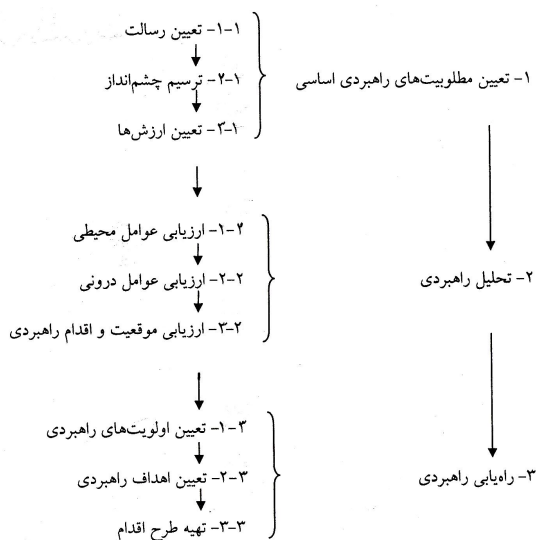 ۱- تعیین مطلوبیت‌های راهبردی اساسی
۱-۱- تعیین رسالت
۲-۱- ترسیم چشم‌انداز
۳-۱- تعیین ارزش‌ها
۲- تحلیل راهبردی
۱-۲- ارزیابی عوامل محیطی
۲-۲- ارزیابی عوامل درونی
۳-۲- ارزیابی موقعیت و اقدام راهبردی
۳- راه‌یابی راهبردی
۱-۳- تعیین اولویت‌های راهبردی
۲-۳- تعیین اهداف راهبردی
۳-۳- تهیه طرح اقدام